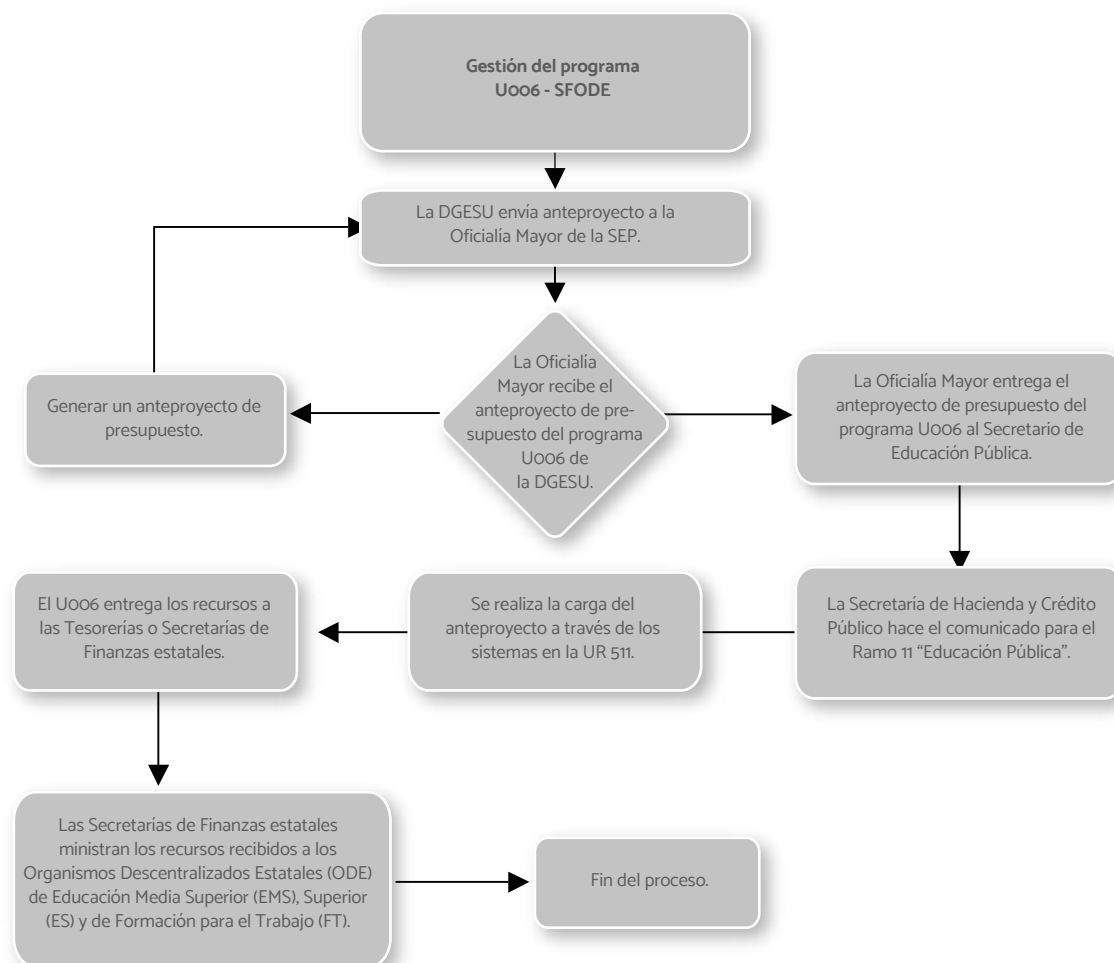 Gestión del programa
U006 - SFODE
La DGESU envía anteproyecto a la
Oficialía Mayor de la SEP.
La Oficialía
Mayor recibe el
anteproyecto de pre-
supuesto del programa
U006 de
la DGESU.
Generar un anteproyecto de
presupuesto.
La Oficialía Mayor entrega el
anteproyecto de presupuesto del
programa U006 al Secretario de
Educación Pública.
La Secretaría de Hacienda y Crédito
Público hace el comunicado para el
Ramo 11 “Educación Pública”.
Se realiza la carga del
anteproyecto a través de los
sistemas en la UR 511.
El U006 entrega los recursos a
las Tesorerías o Secretarías de
Finanzas estatales.
Las Secretarías de Finanzas estatales
ministran los recursos recibidos a los
Organismos Descentralizados Estatales (ODE)
de Educación Media Superior (EMS), Superior
(ES) y de Formación para el Trabajo (FT).
Fin del proceso.